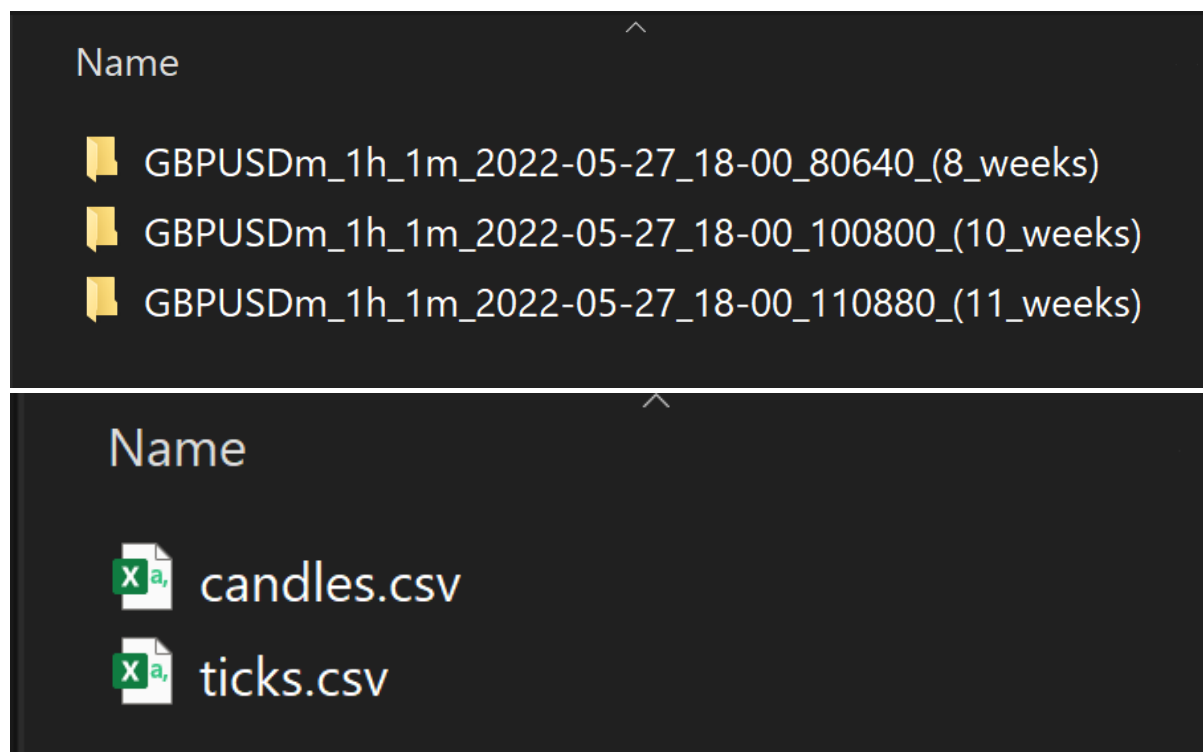 Name
GBPUSDm_1h_1m_2022-05-27_18-00_80640_(8_weeks)
GBPUSDm_1h_1m_2022-05-27_18-00_100800_(10_weeks)
GBPUSDm_1h_1m_2022-05-27_18-00_110880_(11_weeks)
Name
X a, candles.csv
X a, ticks.csv